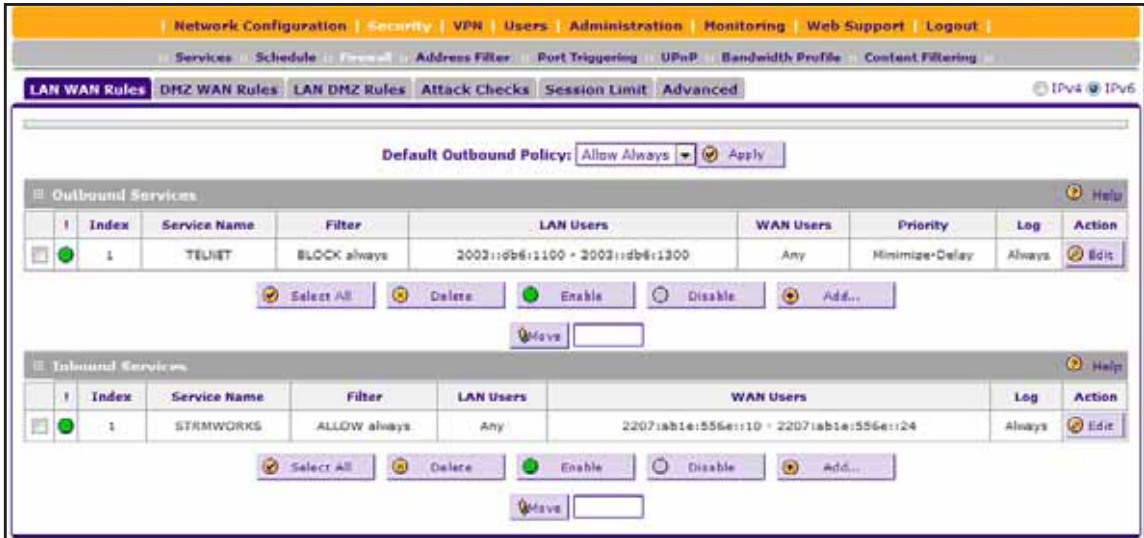 Network Configuration | Security | VPN | Users | Administration | Monitoring | Web Support | Logout |
Services :: Schedule :: Firewall :: Address Filter :: Port Triggering :: UPnP :: Bandwidth Profile :: Content Filtering ::
LAN WAN Rules DMZ WAN Rules LAN DMZ Rules Attack Checks Session Limit Advanced IPv4 IPv6
Default Outbound Policy: Allow Always Apply
Outbound Services Help
! Index Service Name Filter LAN Users WAN Users Priority Log Action
1 TELNET BLOCK always 2003::db6:1100 - 2003::db6:1300 Any Minimize-Delay Always Edit
Select All Delete Enable Disable Add...
Move
Inbound Services Help
! Index Service Name Filter LAN Users WAN Users Log Action
1 STRMWORKS ALLOW always Any 2207:ab1e:556e::10 - 2207:ab1e:556e::24 Always Edit
Select All Delete Enable Disable Add...
Move